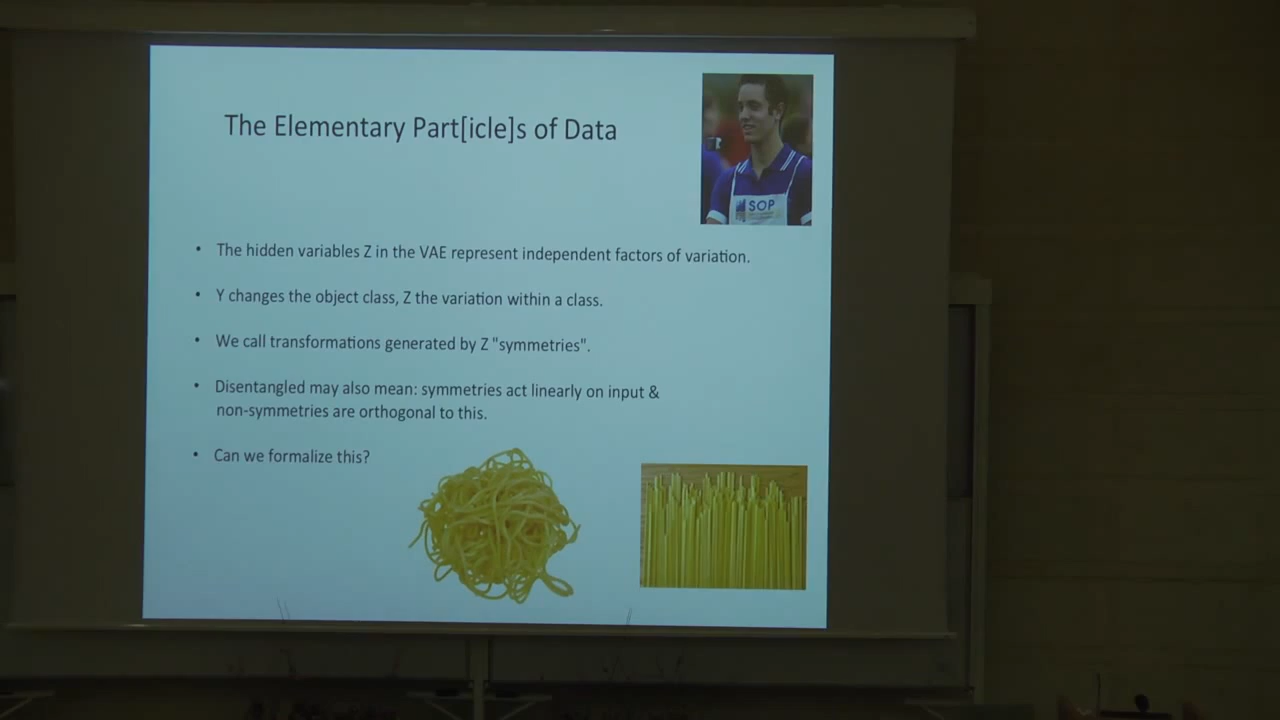 The Elementary Part[icle]s of Data
SOP
• The hidden variables Z in the VAE represent independent factors of variation.
• Y changes the object class, Z the variation within a class.
• We call transformations generated by Z "symmetries".
• Disentangled may also mean: symmetries act linearly on input &
non-symmetries are orthogonal to this.
• Can we formalize this?